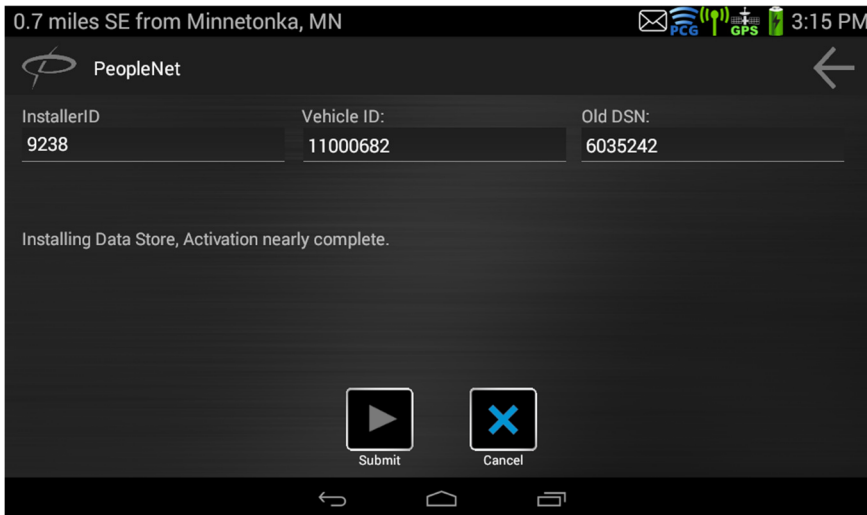 0.7 miles SE from Minnetonka, MN PCG GPS 3:15 PM
PeopleNet
InstallerID Vehicle ID: Old DSN:
9238 11000682 6035242
Installing Data Store, Activation nearly complete.
Submit Cancel